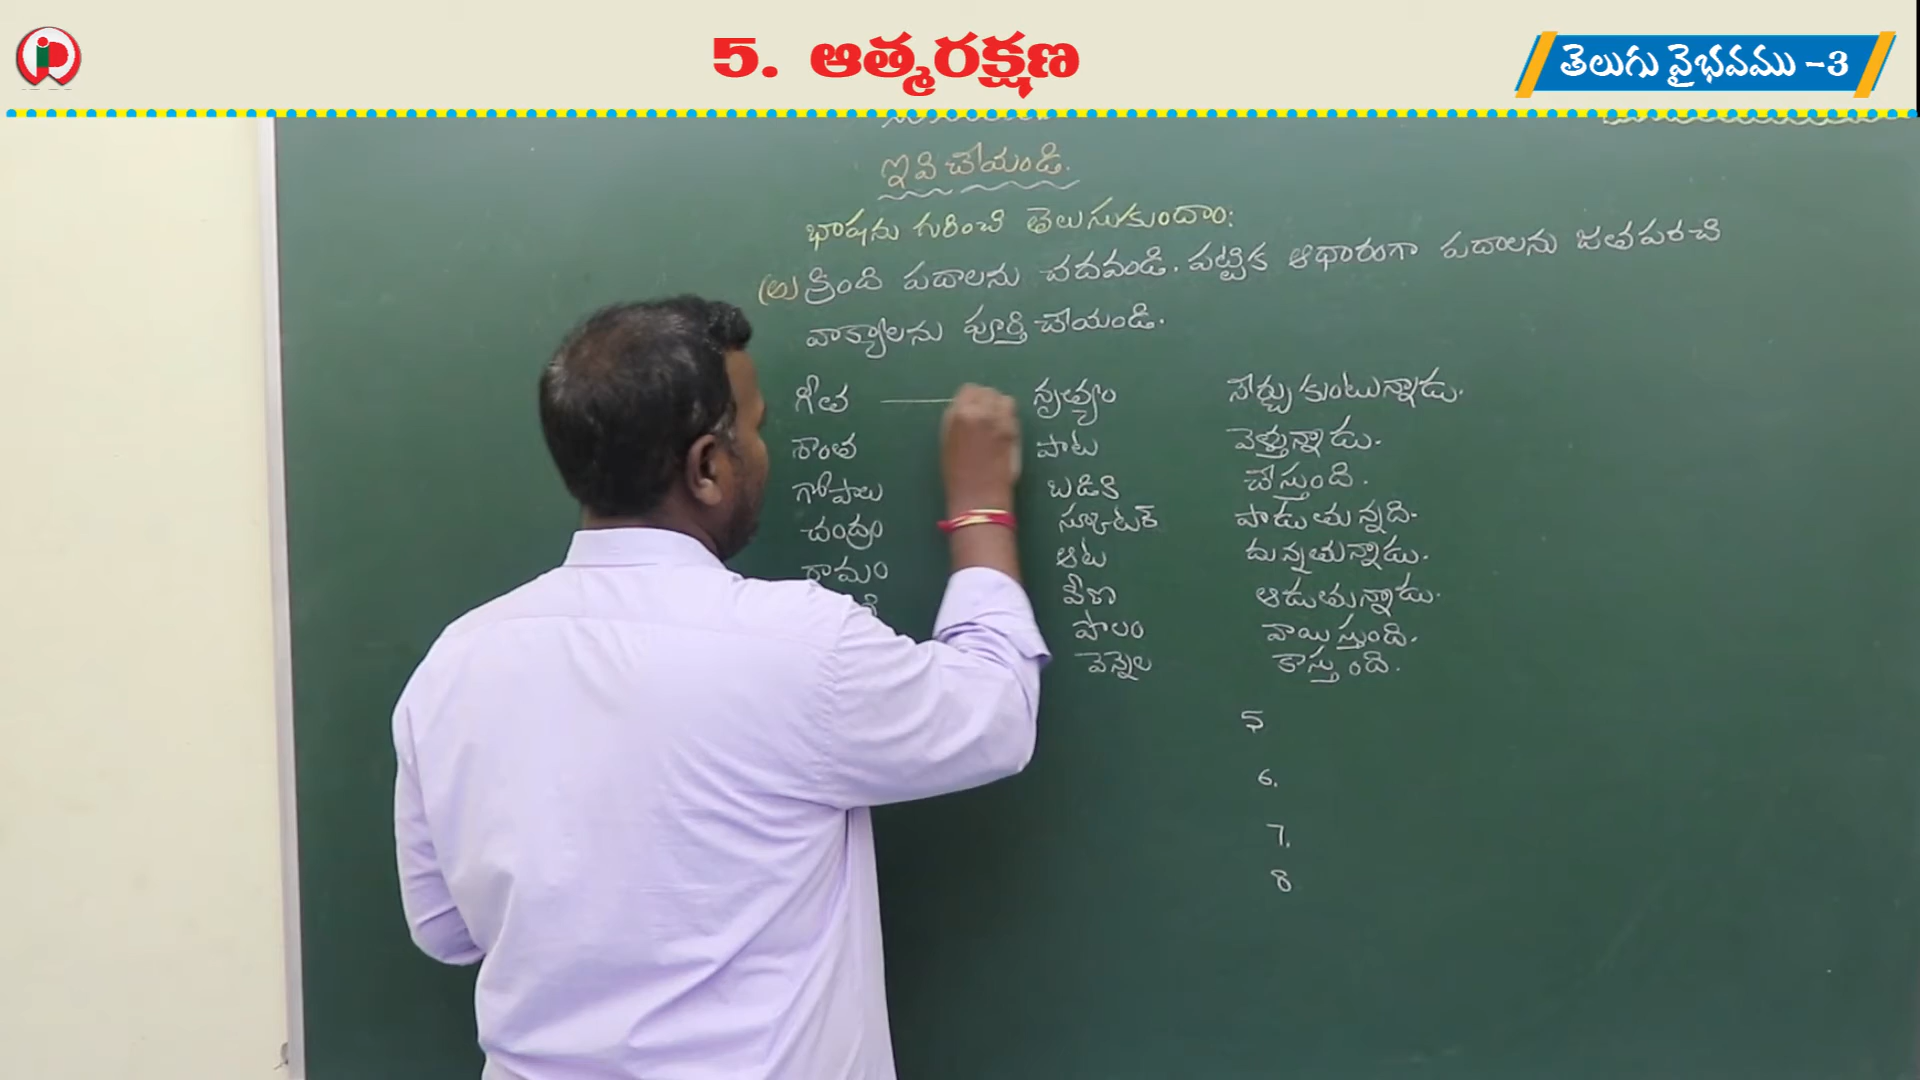 5. ఆత్మరక్షణ
తెలుగు వైభవము -3
ఇవి చేయండి.
భాషను గురించి తెలుసుకుందాం:
(అ) క్రింది పదాలను చదవండి. పట్టిక ఆధారంగా పదాలను జతపరచి
వాక్యాలను పూర్తి చేయండి.
గీత నృత్యం నేర్చుకుంటున్నాడు.
శాంత పాట వెళ్తున్నాడు.
గోపాలు బడికి చేస్తుంది.
చంద్రం స్కూటర్ పాడుతున్నది.
రామం ఆట దున్నతున్నాడు.
వీణా ఆడుతున్నాడు.
పొలం వాయిస్తుంది.
వెన్నెల కాస్తుంది.
5
6.
7.
8